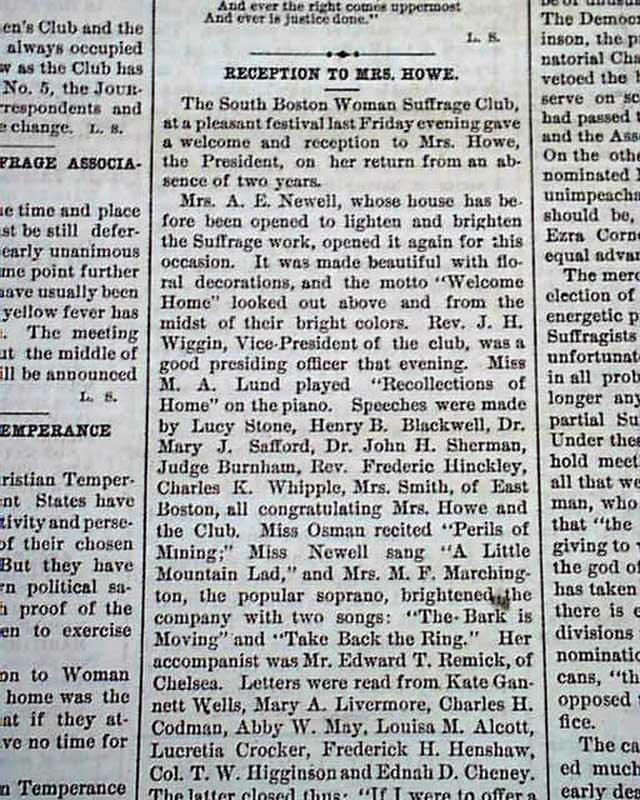 en's Club and the
always occupied
w as the Club has
No. 5, the JOUR-
respondents and
e change. L. S.
FRAGE ASSOCIA-
e time and place
st be still defer-
early unanimous
me point further
ave usually been
yellow fever has
The meeting
ut the middle of
ill be announced
L. S.
EMPERANCE
ristian Temper-
nt States have
tivity and perse-
of their chosen
But they have
rn political sa-
h proof of the
en to exercise
on to Woman
home was the
at if they at-
ve no time for
n Temperance
And ever the right comes uppermost
And ever is justice done."
L. S.
RECEPTION TO MRS. HOWE.
The South Boston Woman Suffrage Club,
at a pleasant festival last Friday evening gave
a welcome and reception to Mrs. Howe,
the President, on her return from an ab-
sence of two years.
Mrs. A. E. Newell, whose house has be-
fore been opened to lighten and brighten
the Suffrage work, opened it again for this
occasion. It was made beautiful with flo-
ral decorations, and the motto "Welcome
Home" looked out above and from the
midst of their bright colors. Rev. J. H.
Wiggin, Vice-President of the club, was a
good presiding officer that evening. Miss
M. A. Lund played "Recollections of
Home" on the piano. Speeches were made
by Lucy Stone, Henry B. Blackwell, Dr.
Mary J. Safford, Dr. John H. Sherman,
Judge Burnham, Rev. Frederic Hinckley,
Charles K. Whipple, Mrs. Smith, of East
Boston, all congratulating Mrs. Howe and
the Club. Miss Osman recited "Perils of
Mining;" Miss Newell sang "A Little
Mountain Lad," and Mrs. M. F. Marching-
ton, the popular soprano, brightened the
company with two songs: "The Bark is
Moving" and "Take Back the Ring." Her
accompanist was Mr. Edward T. Remick, of
Chelsea. Letters were read from Kate Gan-
nett Wells, Mary A. Livermore, Charles H.
Codman, Abby W. May, Louisa M. Alcott,
Lucretia Crocker, Frederick H. Henshaw,
Col. T. W. Higginson and Ednah D. Cheney.
The latter closed thus: "If I were to offer a
The Democr
inson, the p
natorial Cha
vetoed the
serve on sc
had passed t
and the Ass
On the othe
nominated
unimpeacha
should be,
Ezra Corne
equal advan
The mere
election of
energetic p
Suffragists
unfortunat
in all prob
longer any
partial Su
Under thes
hold meet
all that we
man, who
that "the
giving to
the god of
has taken
there is e
divisions
nominatio
cans, "th
opposed
fice.
The ca
ed much
early des